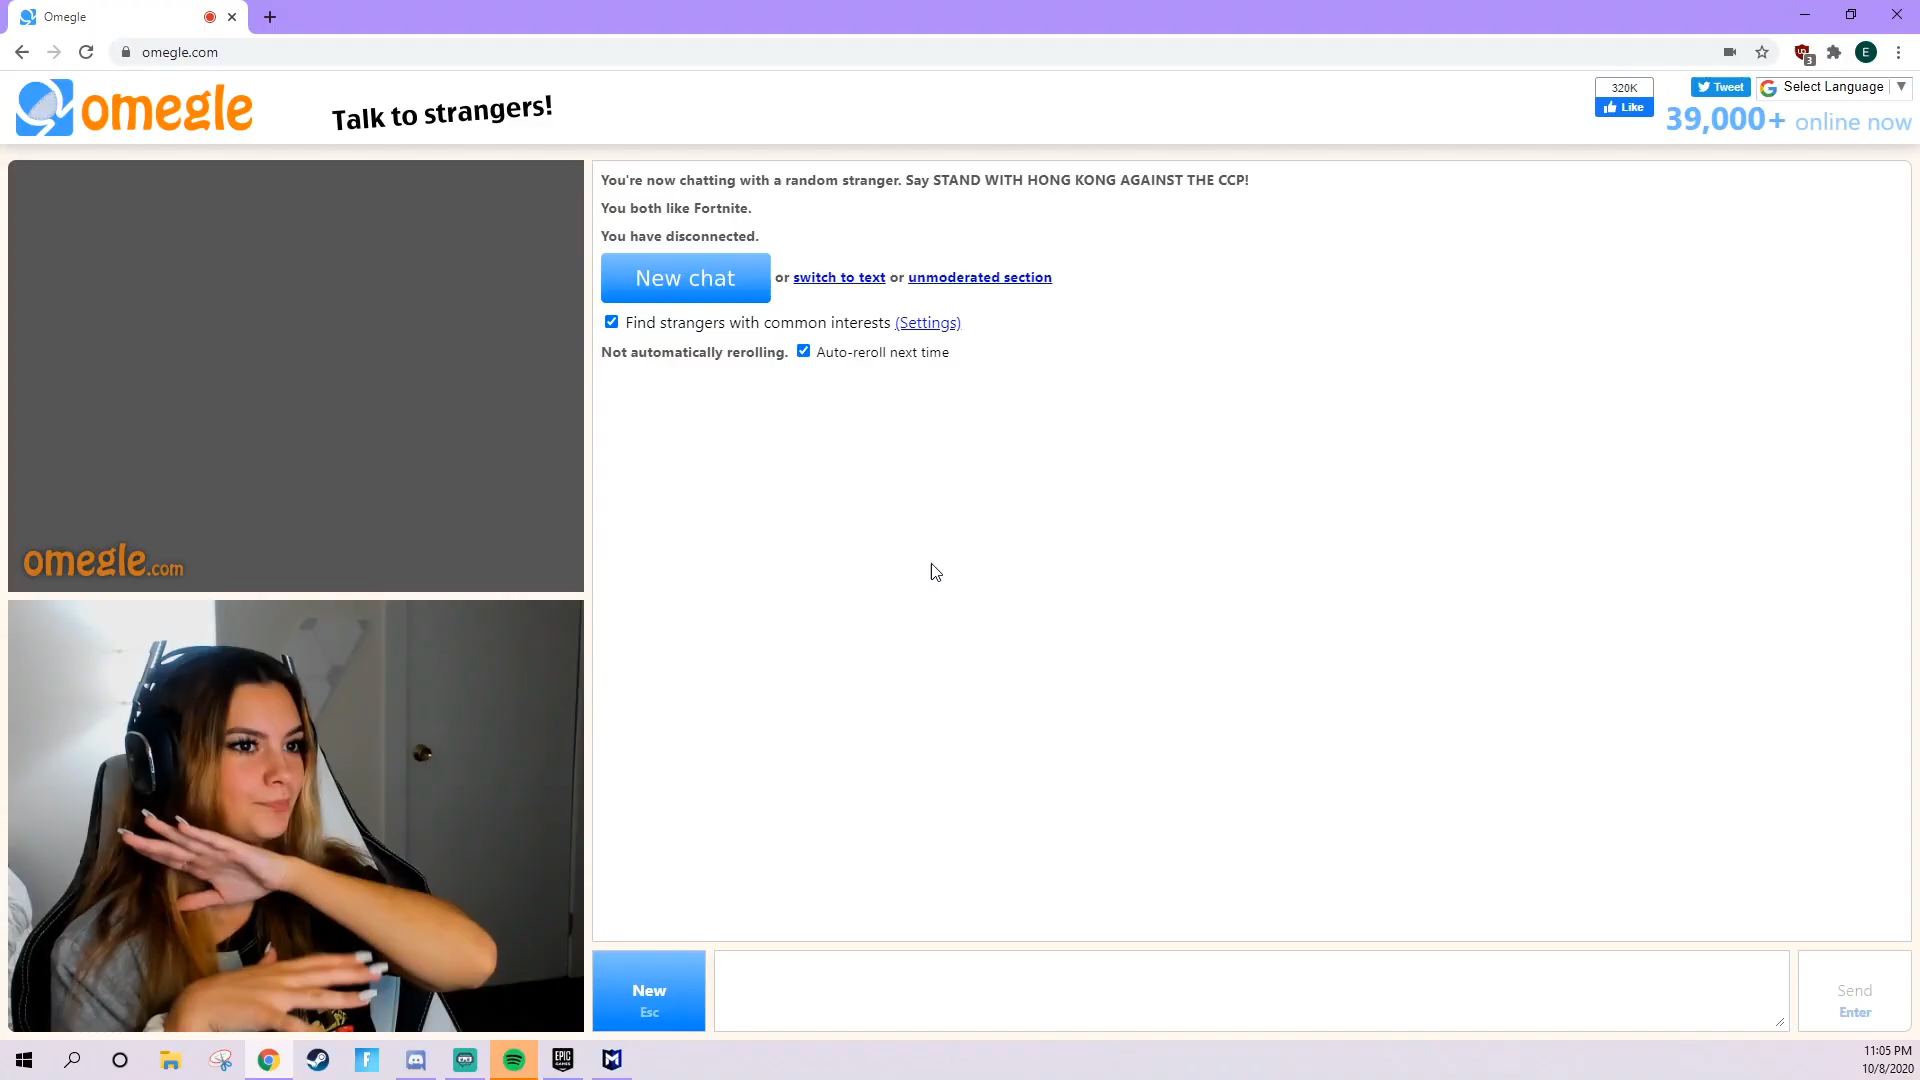 Omegle
omegle.com
E
3
omegle
Talk to strangers!
320K
Like
Tweet
Select Language
39,000+ online now
You're now chatting with a random stranger. Say STAND WITH HONG KONG AGAINST THE CCP!
You both like Fortnite.
You have disconnected.
New chat or switch to text or unmoderated section
Find strangers with common interests (Settings)
Not automatically rerolling. Auto-reroll next time
omegle.com
New
Esc
Send
Enter
F
EPIC GAMES
11:05 PM
10/8/2020